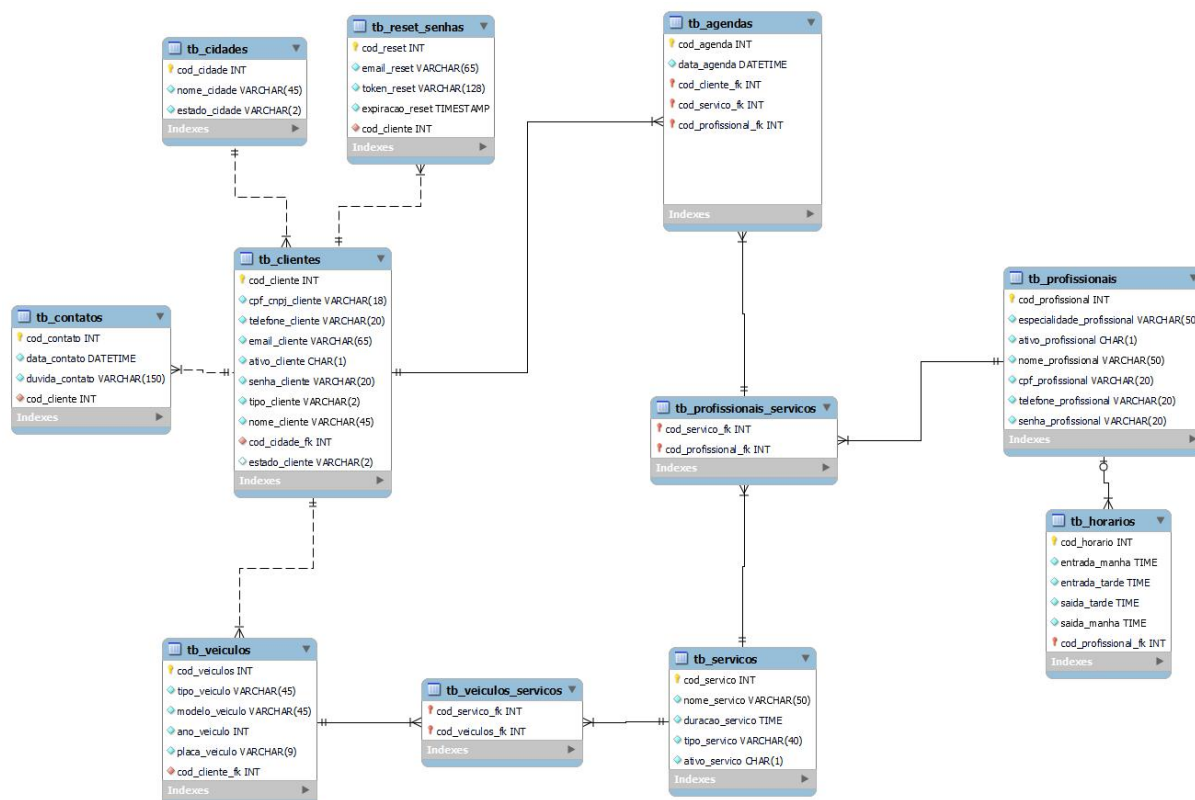 tb_cidades
cod_cidade INT
nome_cidade VARCHAR(45)
estado_cidade VARCHAR(2)
Indexes
tb_reset_senhas
cod_reset INT
email_reset VARCHAR(65)
token_reset VARCHAR(128)
expiracao_reset TIMESTAMP
cod_cliente INT
Indexes
tb_agendas
cod_agenda INT
data_agenda DATETIME
cod_cliente_fk INT
cod_servico_fk INT
cod_profissional_fk INT
Indexes
tb_contatos
cod_contato INT
data_contato DATETIME
duvida_contato VARCHAR(150)
cod_cliente INT
Indexes
tb_clientes
cod_cliente INT
cpf_cnpj_cliente VARCHAR(18)
telefone_cliente VARCHAR(20)
email_cliente VARCHAR(65)
ativo_cliente CHAR(1)
senha_cliente VARCHAR(20)
tipo_cliente VARCHAR(2)
nome_cliente VARCHAR(45)
cod_cidade_fk INT
estado_cliente VARCHAR(2)
Indexes
tb_profissionais_servicos
cod_servico_fk INT
cod_profissional_fk INT
Indexes
tb_profissionais
cod_profissional INT
especialidade_profissional VARCHAR(50
ativo_profissional CHAR(1)
nome_profissional VARCHAR(50)
cpf_profissional VARCHAR(20)
telefone_profissional VARCHAR(20)
senha_profissional VARCHAR(20)
Indexes
tb_horarios
cod_horario INT
entrada_manha TIME
entrada_tarde TIME
saida_tarde TIME
saida_manha TIME
cod_profissional_fk INT
Indexes
tb_veiculos
cod_veiculos INT
tipo_veiculo VARCHAR(45)
modelo_veiculo VARCHAR(45)
ano_veiculo INT
placa_veiculo VARCHAR(9)
cod_cliente_fk INT
Indexes
tb_veiculos_servicos
cod_servico_fk INT
cod_veiculos_fk INT
Indexes
tb_servicos
cod_servico INT
nome_servico VARCHAR(50)
duracao_servico TIME
tipo_servico VARCHAR(40)
ativo_servico CHAR(1)
Indexes